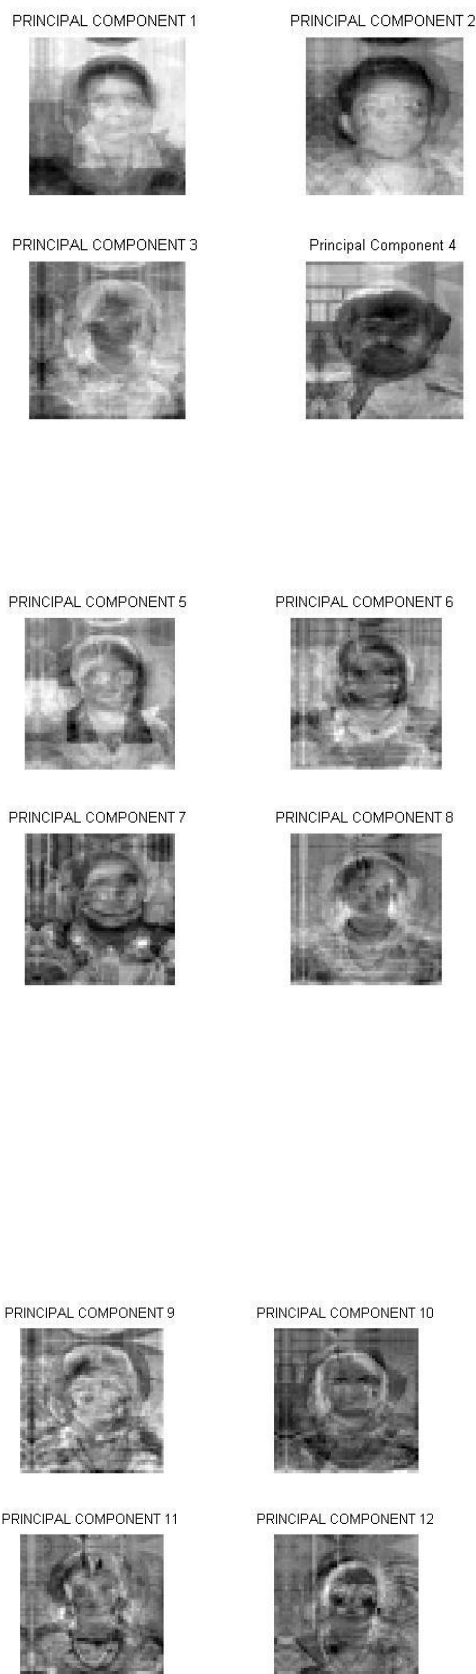 PRINCIPAL COMPONENT 1
PRINCIPAL COMPONENT 2
PRINCIPAL COMPONENT 3
Principal Component 4
PRINCIPAL COMPONENT 5
PRINCIPAL COMPONENT 6
PRINCIPAL COMPONENT 7
PRINCIPAL COMPONENT 8
PRINCIPAL COMPONENT 9
PRINCIPAL COMPONENT 10
PRINCIPAL COMPONENT 11
PRINCIPAL COMPONENT 12